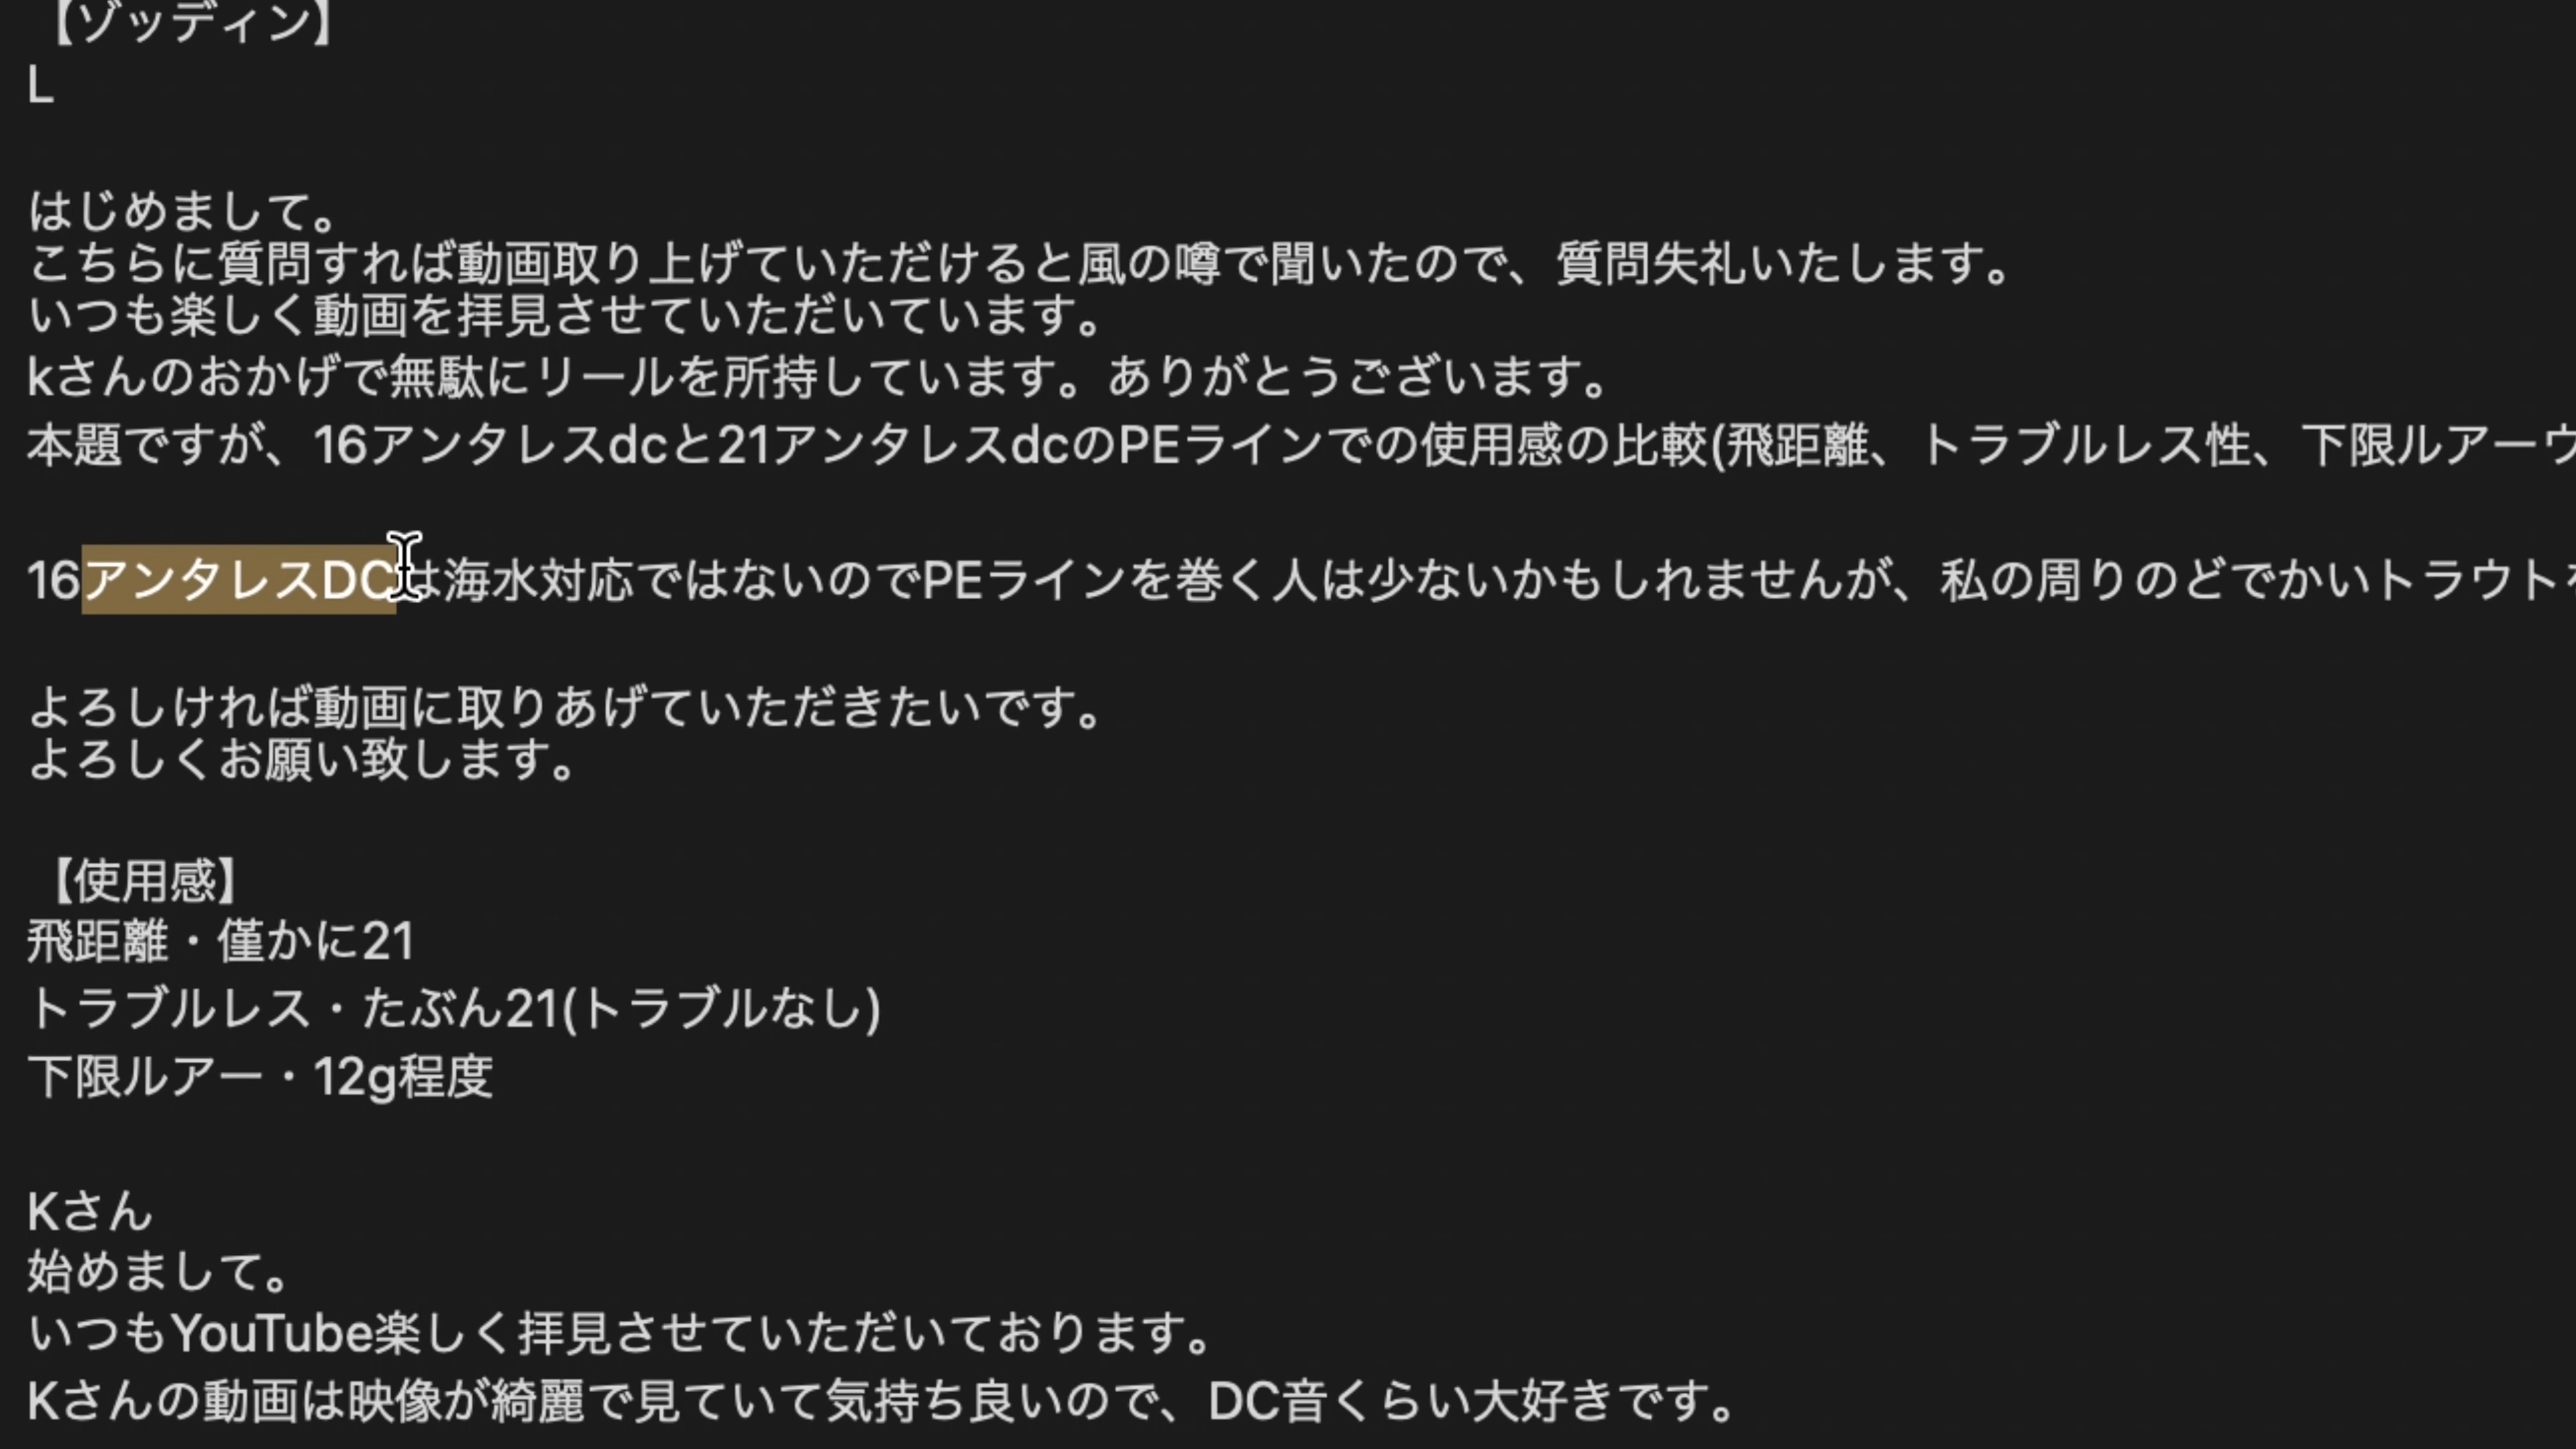 【ゾッディン】
L
はじめまして。
こちらに質問すれば動画取り上げていただけると風の噂で聞いたので、質問失礼いたします。
いつも楽しく動画を拝見させていただいています。
kさんのおかげで無駄にリールを所持しています。ありがとうございます。
本題ですが、16アンタレスdcと21アンタレスdcのPEラインでの使用感の比較(飛距離、トラブルレス性、下限ルアーウ
16アンタレスDCは海水対応ではないのでPEラインを巻く人は少ないかもしれませんが、私の周りのどでかいトラウトを
よろしければ動画に取りあげていただきたいです。
よろしくお願い致します。
【使用感】
飛距離・僅かに21
トラブルレス・たぶん21(トラブルなし)
下限ルアー・12g程度
Kさん
始めまして。
いつもYouTube楽しく拝見させていただいております。
Kさんの動画は映像が綺麗で見ていて気持ち良いので、DC音くらい大好きです。